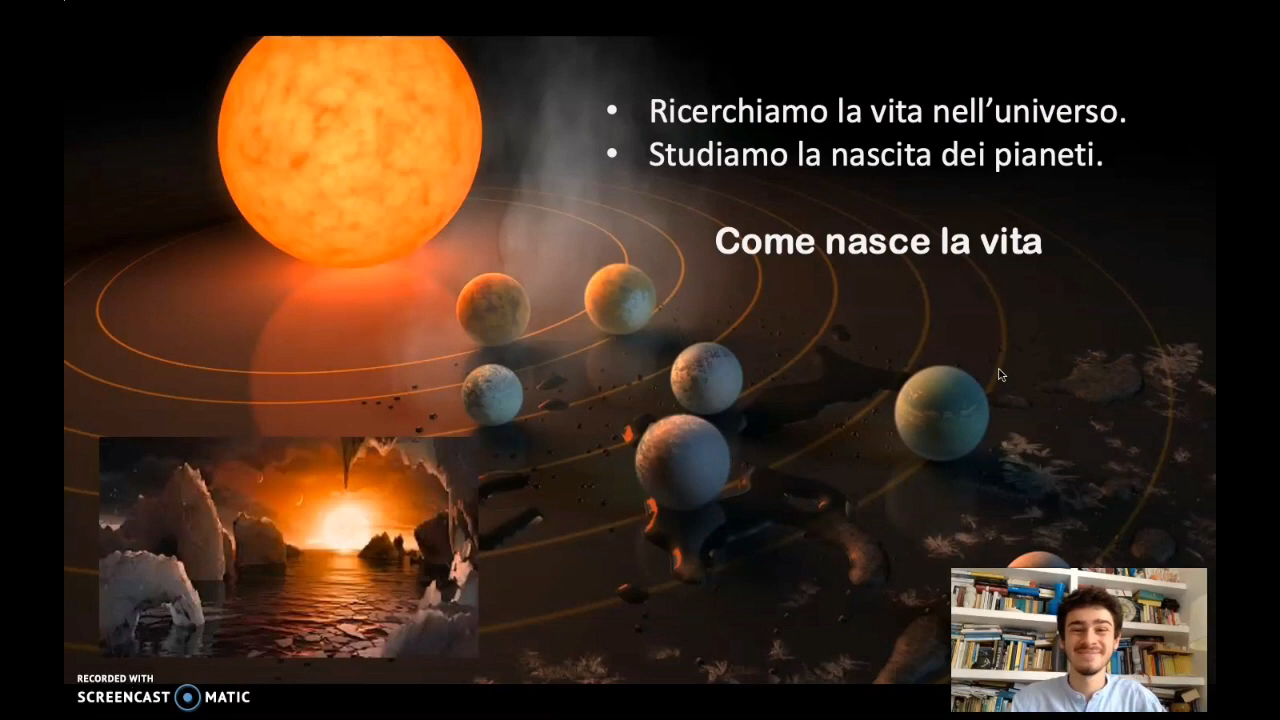 • Ricerchiamo la vita nell’universo.
• Studiamo la nascita dei pianeti.
Come nasce la vita
RECORDED WITH
SCREENCAST MATIC